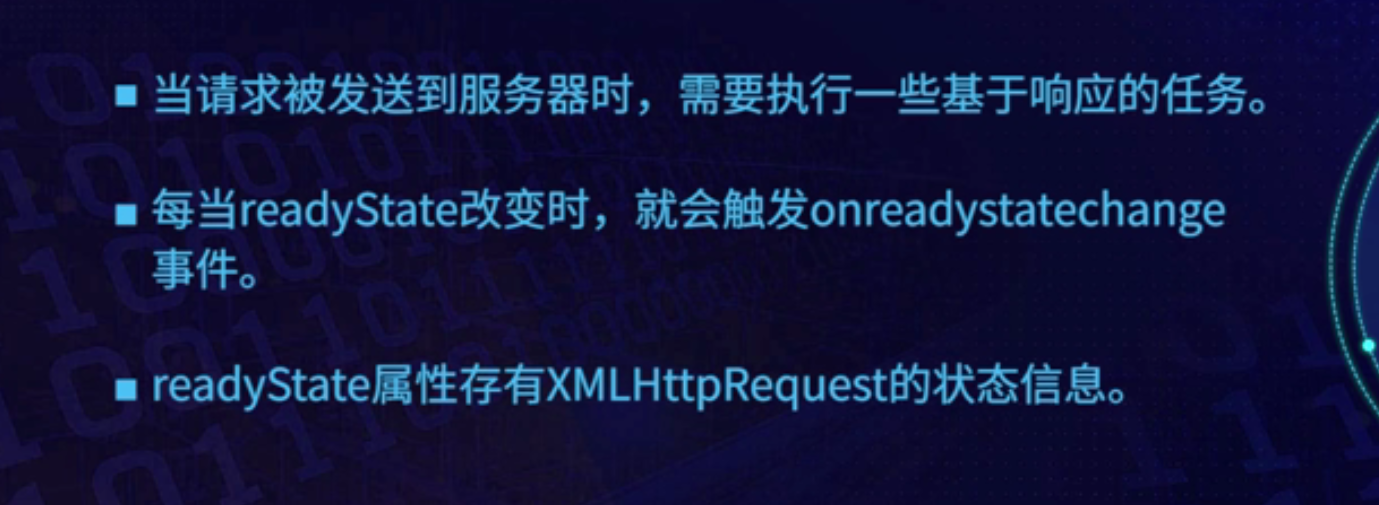 ■ 当请求被发送到服务器时，需要执行一些基于响应的任务。
■ 每当readyState改变时，就会触发onreadystatechange
事件。
■ readyState属性存有XMLHttpRequest的状态信息。